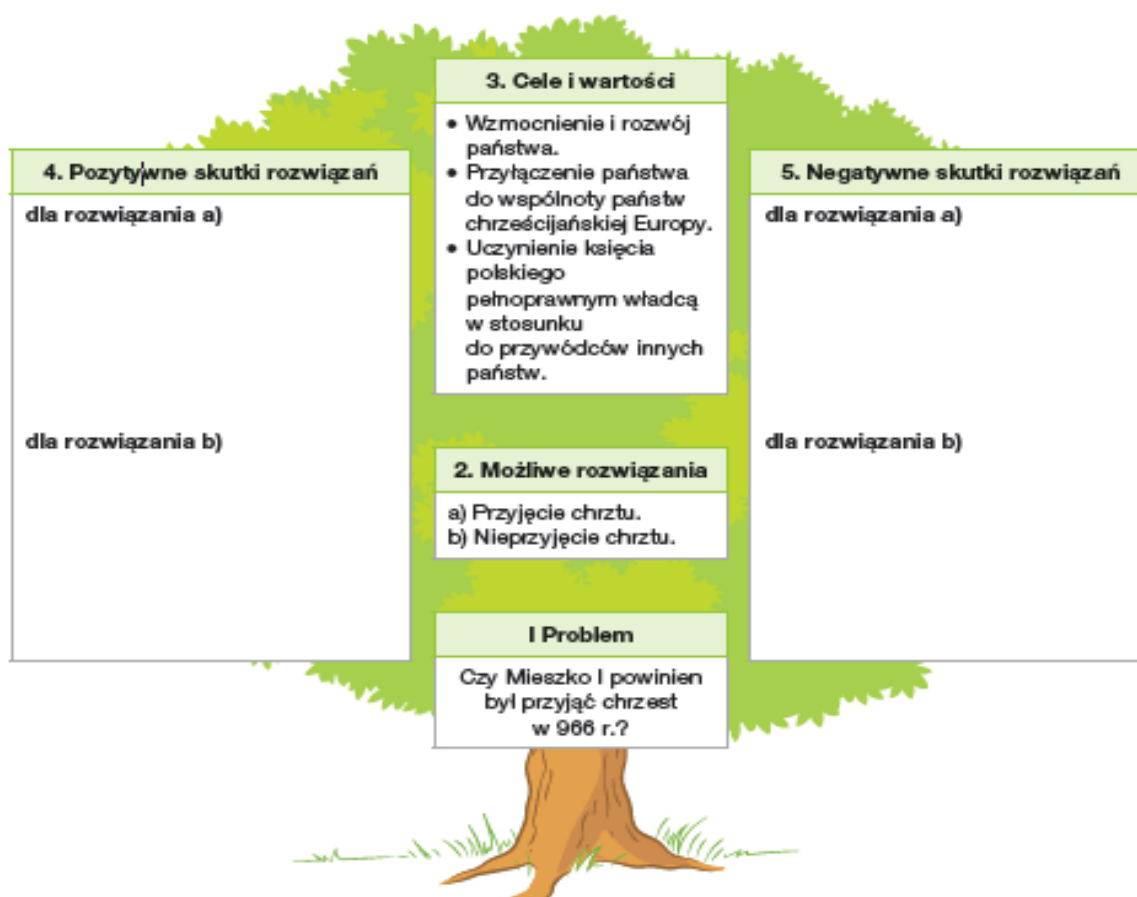 3. Cele i wartości
• Wzmocnienie i rozwój
państwa.
• Przyłączenie państwa
do wspólnoty państw
chrześcijańskiej Europy.
• Uczynienie księcia
polskiego
pełnoprawnym władcą
w stosunku
do przywódców innych
państw.
4. Pozytywne skutki rozwiązań
dla rozwiązania a)
dla rozwiązania b)
5. Negatywne skutki rozwiązań
dla rozwiązania a)
dla rozwiązania b)
2. Możliwe rozwiązania
a) Przyjęcie chrztu.
b) Nieprzyjęcie chrztu.
I Problem
Czy Mieszko I powinien
był przyjąć chrzest
w 966 r.?